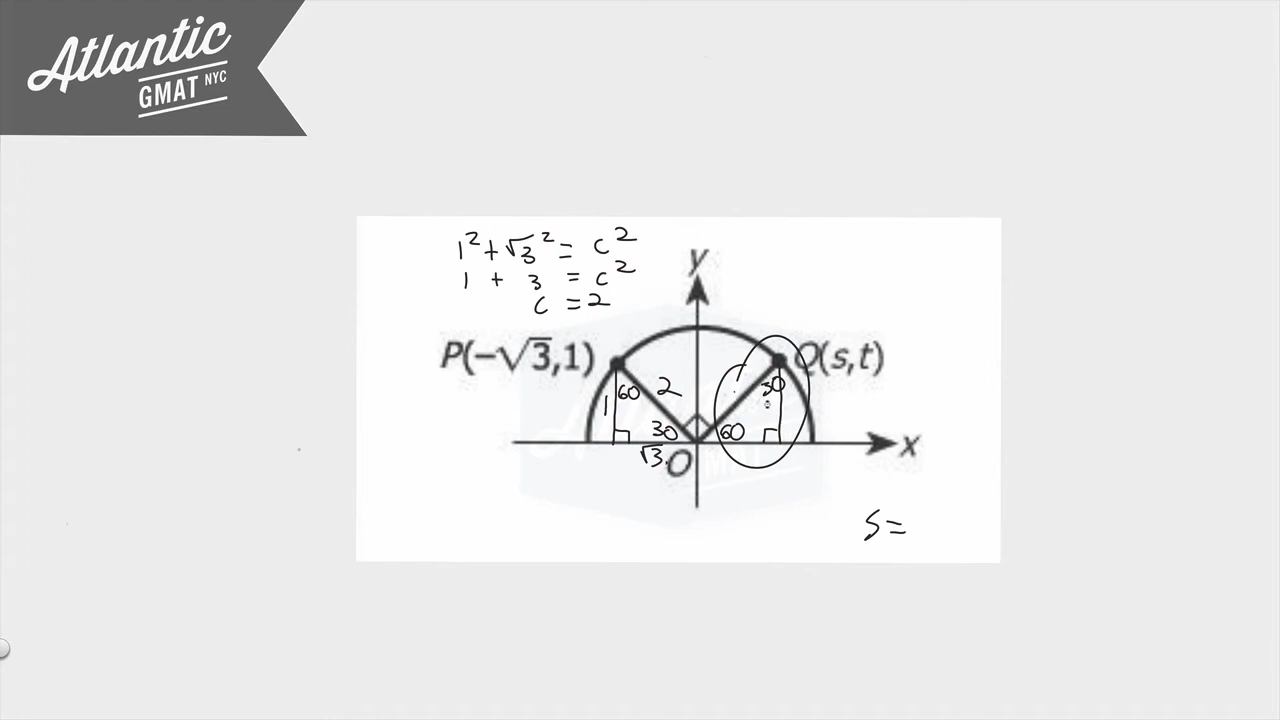 Atlantic
GMAT NYC
1² + √3² = c²
1 + 3 = c²
c = 2
y
P(−√3,1)
Q(s,t)
60
2
30
1
30
60
√3
O
x
s =